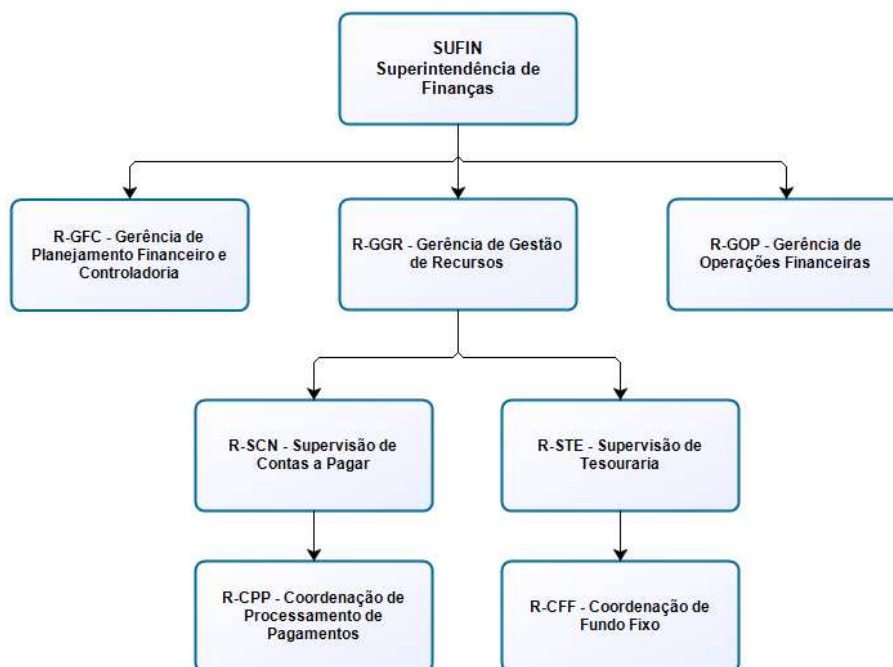 SUFIN
Superintendência de
Finanças
R-GFC - Gerência de
Planejamento Financeiro e
Controladoria
R-GGR - Gerência de Gestão
de Recursos
R-GOP - Gerência de
Operações Financeiras
R-SCN - Supervisão de
Contas a Pagar
R-STE - Supervisão de
Tesouraria
R-CPP - Coordenação de
Processamento de
Pagamentos
R-CFF - Coordenação de
Fundo Fixo